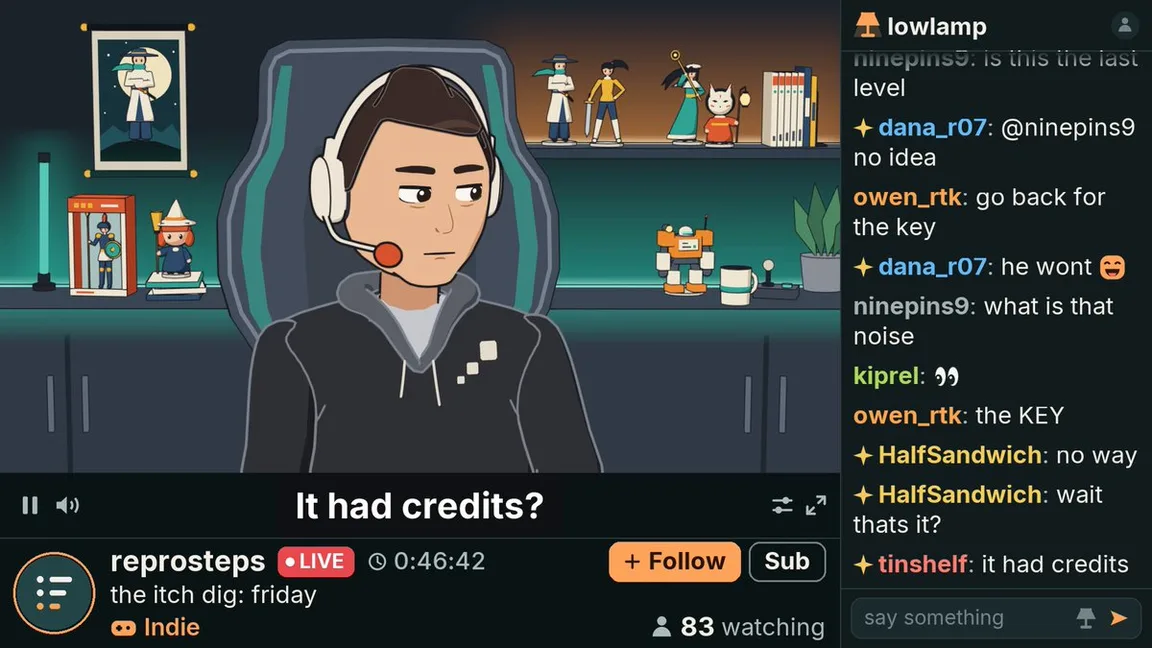 It had credits?
reprosteps
LIVE
0:46:42
+ Follow
Sub
the itch dig: friday
Indie
83 watching
lowlamp
ninepins9: is this the last
level
dana_r07: @ninepins9
no idea
owen_rtk: go back for
the key
dana_r07: he wont 😄
ninepins9: what is that
noise
kiprel: 👀
owen_rtk: the KEY
HalfSandwich: no way
HalfSandwich: wait
thats it?
tinshelf: it had credits
say something